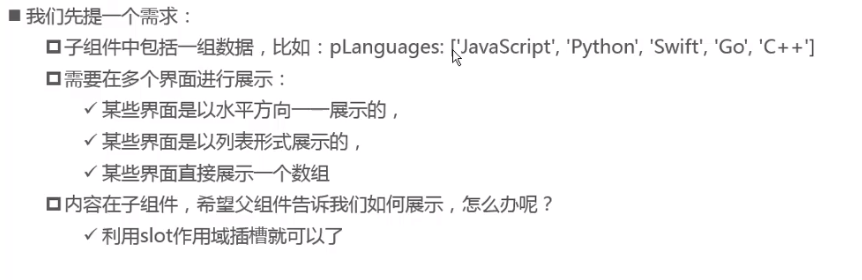 ■ 我们先提一个需求：
子组件中包括一组数据，比如：pLanguages: ['JavaScript', 'Python', 'Swift', 'Go', 'C++']
需要在多个界面进行展示：
✓ 某些界面是以水平方向一一展示的，
✓ 某些界面是以列表形式展示的，
✓ 某些界面直接展示一个数组
内容在子组件，希望父组件告诉我们如何展示，怎么办呢？
✓ 利用slot作用域插槽就可以了